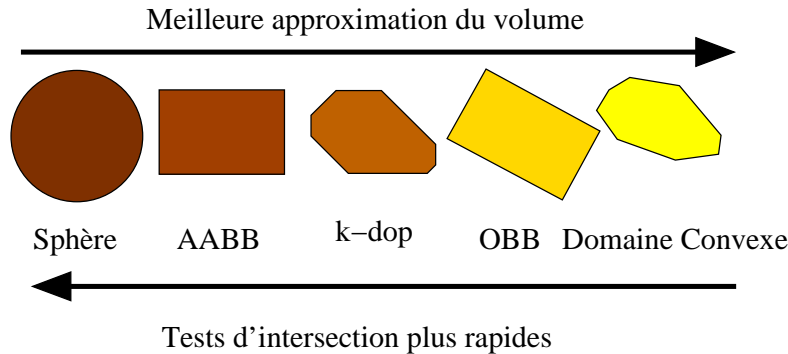 Meilleure approximation du volume
Sphère AABB k−dop OBB Domaine Convexe
Tests d'intersection plus rapides